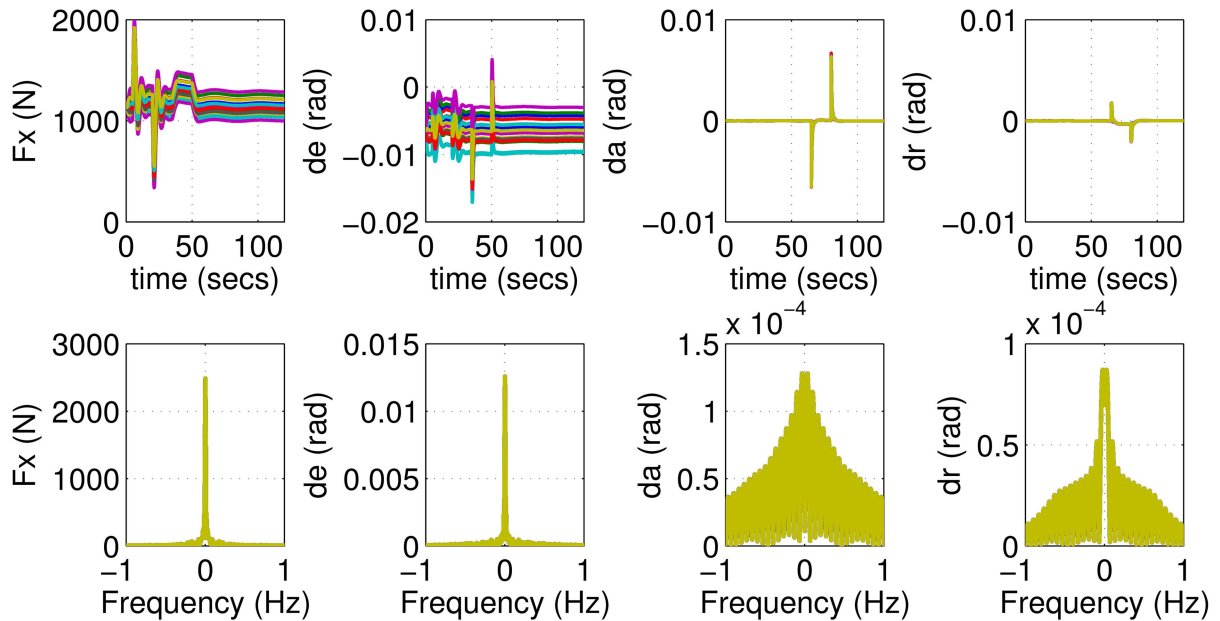 Fx (N)
2000
1000
0
0 50 100
time (secs)
de (rad)
0.01
0
−0.01
−0.02
0 50 100
time (secs)
da (rad)
0.01
0
−0.01
0 50 100
time (secs)
dr (rad)
0.01
0
−0.01
0 50 100
time (secs)
Fx (N)
3000
2000
1000
0
−1 0 1
Frequency (Hz)
de (rad)
0.015
0.01
0.005
0
−1 0 1
Frequency (Hz)
x 10−4
da (rad)
1.5
1
0.5
0
−1 0 1
Frequency (Hz)
x 10−4
dr (rad)
1
0.5
0
−1 0 1
Frequency (Hz)